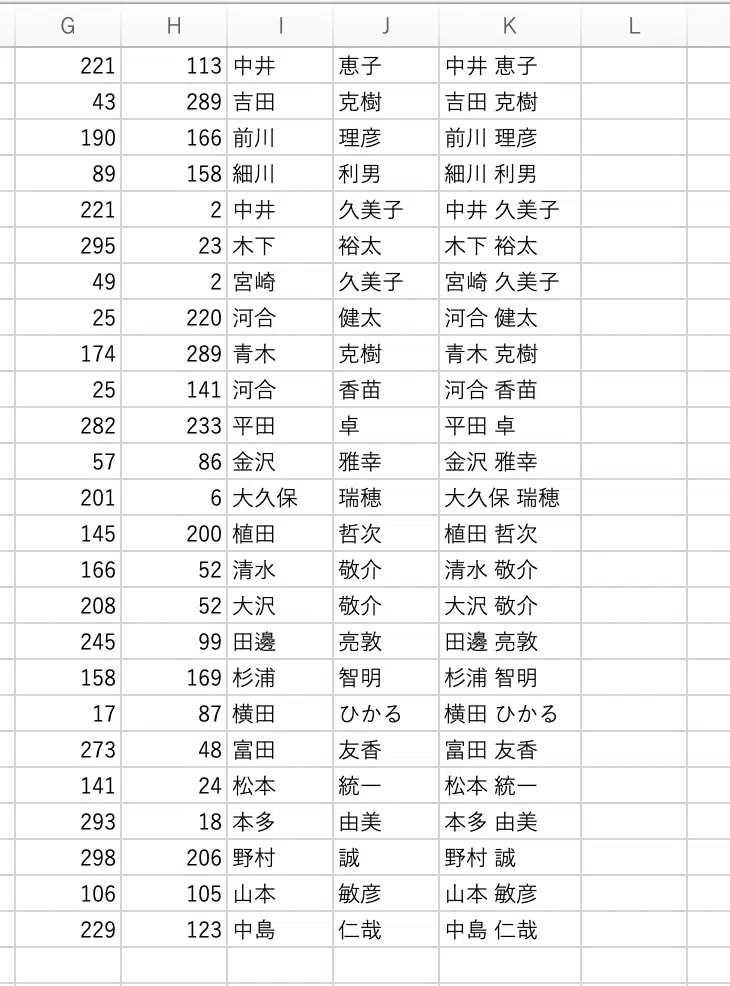 G H I J K L
221 113 中井 恵子 中井 恵子
43 289 吉田 克樹 吉田 克樹
190 166 前川 理彦 前川 理彦
89 158 細川 利男 細川 利男
221 2 中井 久美子 中井 久美子
295 23 木下 裕太 木下 裕太
49 2 宮崎 久美子 宮崎 久美子
25 220 河合 健太 河合 健太
174 289 青木 克樹 青木 克樹
25 141 河合 香苗 河合 香苗
282 233 平田 卓 平田 卓
57 86 金沢 雅幸 金沢 雅幸
201 6 大久保 瑞穂 大久保 瑞穂
145 200 植田 哲次 植田 哲次
166 52 清水 敬介 清水 敬介
208 52 大沢 敬介 大沢 敬介
245 99 田邊 亮敦 田邊 亮敦
158 169 杉浦 智明 杉浦 智明
17 87 横田 ひかる 横田 ひかる
273 48 富田 友香 富田 友香
141 24 松本 統一 松本 統一
293 18 本多 由美 本多 由美
298 206 野村 誠 野村 誠
106 105 山本 敏彦 山本 敏彦
229 123 中島 仁哉 中島 仁哉